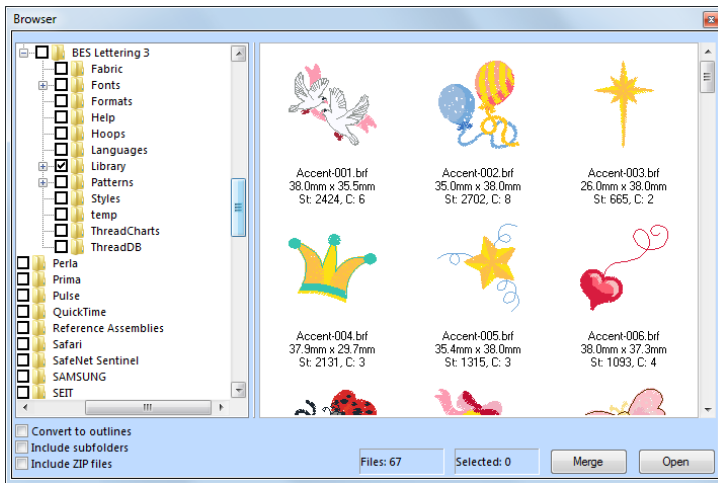 Browser
BES Lettering 3
Fabric
Fonts
Formats
Help
Hoops
Languages
Library
Patterns
Styles
temp
ThreadCharts
ThreadDB
Perla
Prima
Pulse
QuickTime
Reference Assemblies
Safari
SafeNet Sentinel
SAMSUNG
SEIT
Accent-001.brf
38.0mm x 35.5mm
St: 2424, C: 6
Accent-002.brf
35.0mm x 38.0mm
St: 2702, C: 8
Accent-003.brf
26.0mm x 38.0mm
St: 665, C: 2
Accent-004.brf
37.9mm x 29.7mm
St: 2131, C: 3
Accent-005.brf
35.4mm x 38.0mm
St: 1315, C: 3
Accent-006.brf
38.0mm x 37.3mm
St: 1093, C: 4
Convert to outlines
Include subfolders
Include ZIP files
Files: 67
Selected: 0
Merge
Open